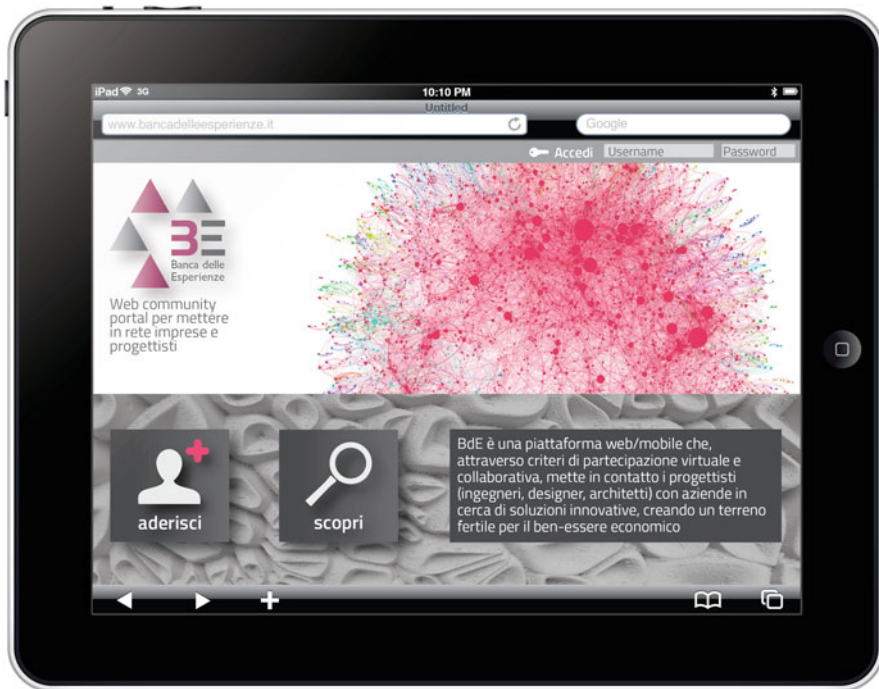 iPad 3G 10:10 PM
Untitled
www.bancadelleesperienze.it Google
Accedi Username Password
BE
Banca delle
Esperienze
Web community
portal per mettere
in rete imprese e
progettisti
BdE è una piattaforma web/mobile che,
attraverso criteri di partecipazione virtuale e
collaborativa, mette in contatto i progettisti
(ingegneri, designer, architetti) con aziende in
cerca di soluzioni innovative, creando un terreno
fertile per il ben-essere economico
aderisci scopri